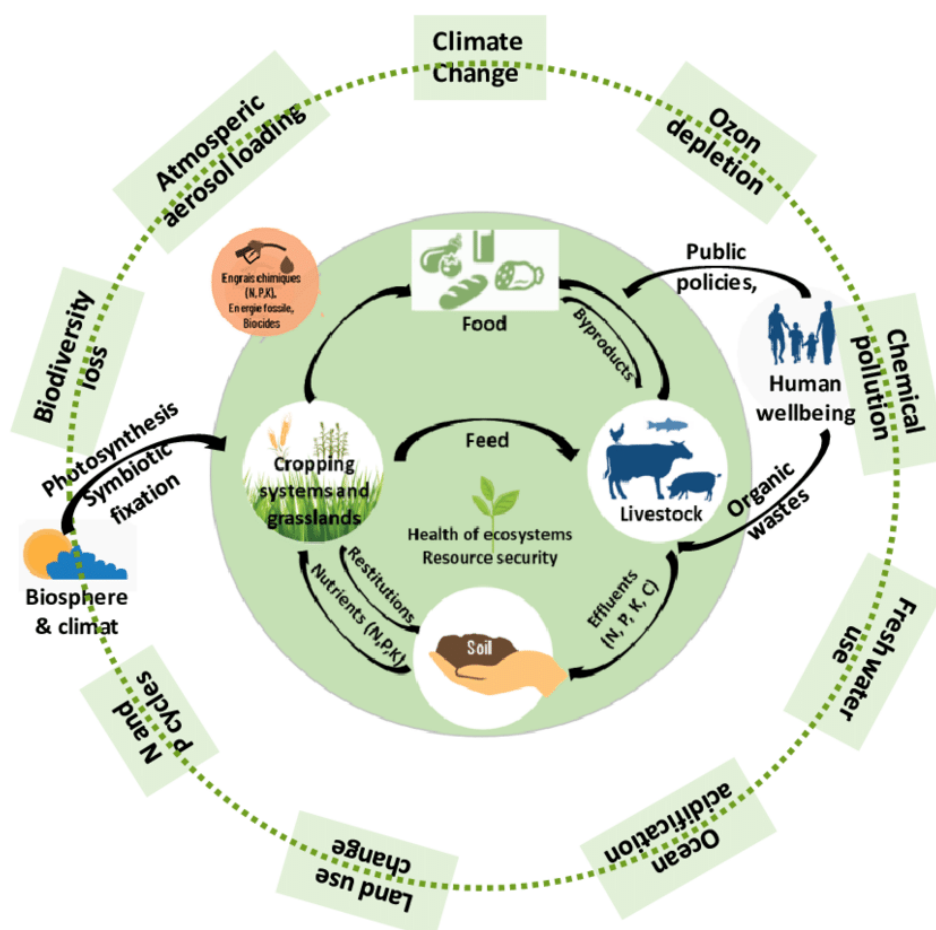 Climate
Change
Ozon
depletion
Atmosperic
aerosol loading
Biodiversity
loss
Chemical
pollution
Fresh water
use
Ocean
acidification
Land use
change
N and
P cycles
Engrais chimiques
(N, P,K),
Energie fossile,
Biocides
Food
Byproducts
Public
policies,
Human
wellbeing
Photosynthesis
Symbiotic
fixation
Biosphere
& climat
Cropping
systems and
grasslands
Feed
Livestock
Organic
wastes
Health of ecosystems
Resource security
Restitutions
Nutrients (N,P,K)
Soil
Effluents
(N, P, K, C)